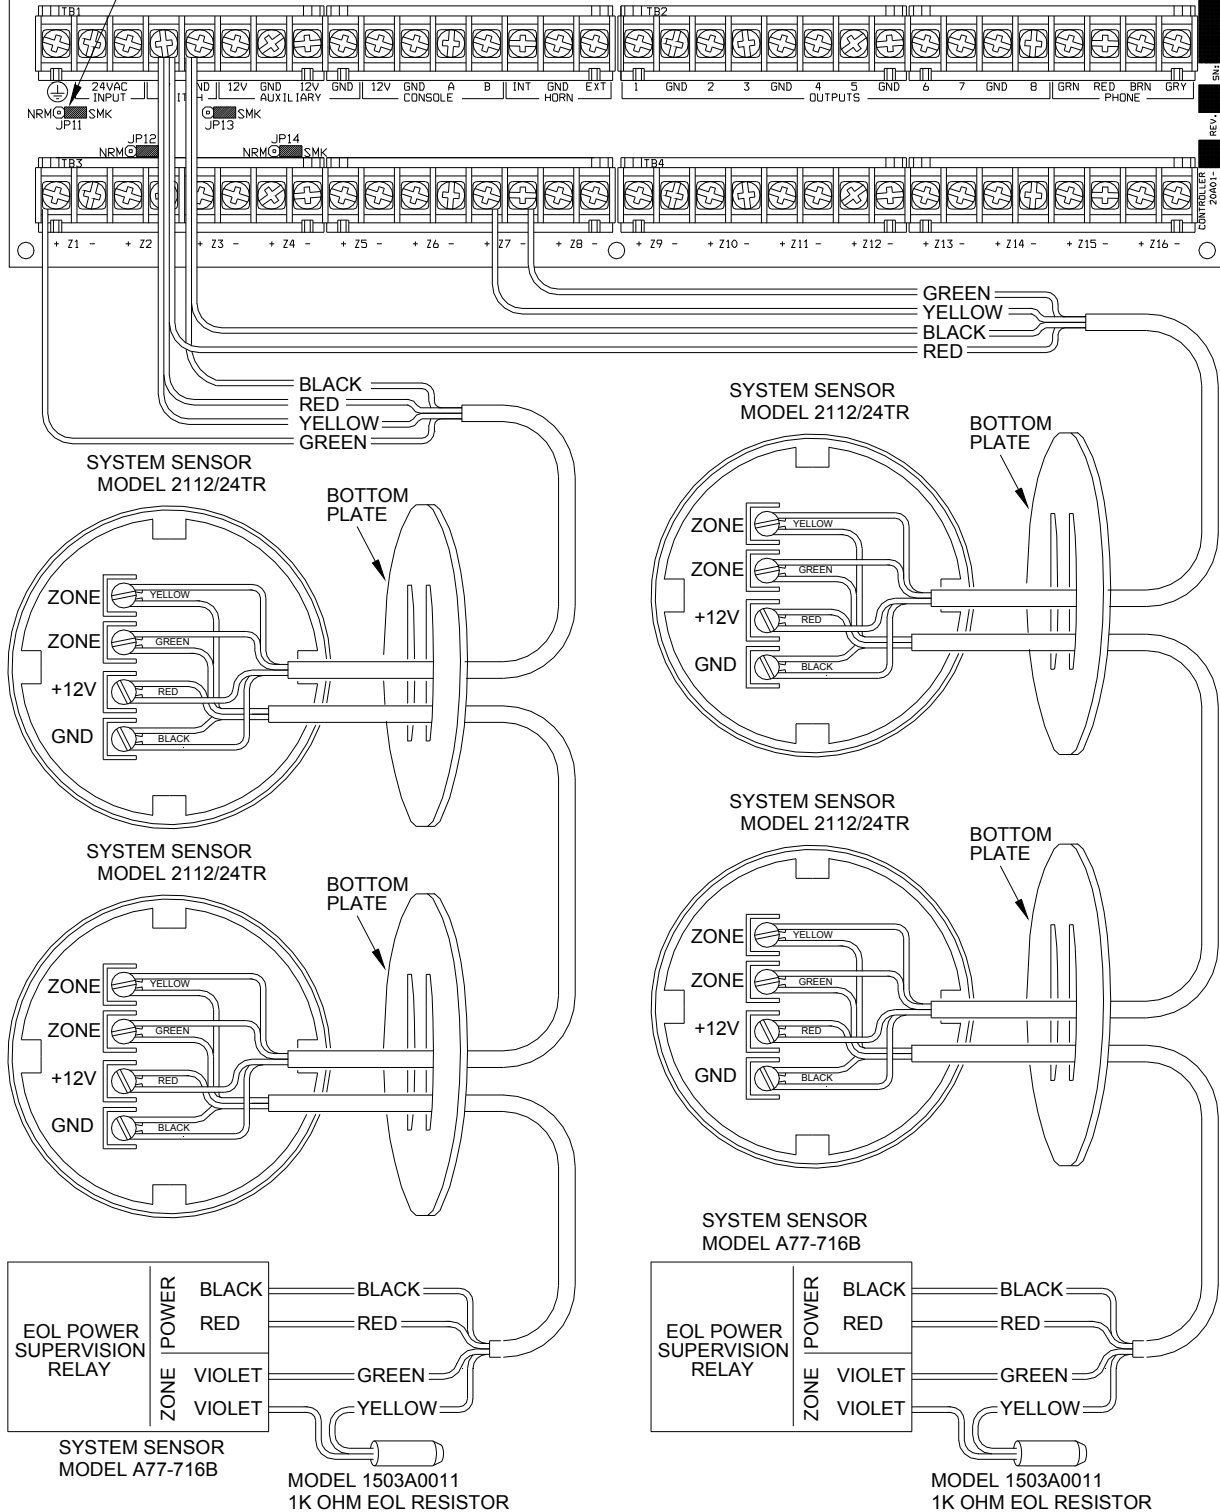 TB1 TB2
24VAC ND 12V GND 12V GND 12V GND A B INT GND EXT 1 GND 2 3 GND 4 5 GND 6 7 GND 8 GRN RED BRN GRY
INPUT AUXILIARY CONSOLE HORN OUTPUTS PHONE
NRM SMK SMK
JP11 JP13
JP12 JP14
NRM NRM SMK
TB3 TB4
+ Z1 - + Z2 + Z3 - + Z4 - + Z5 + Z6 - + Z7 - + Z8 - + Z9 - + Z10 - + Z11 - + Z12 - + Z13 - + Z14 - + Z15 - + Z16 -
SN:
REV.
CONTROLLER
20A01-
GREEN
YELLOW
BLACK
RED
BLACK
RED
YELLOW
GREEN
SYSTEM SENSOR
MODEL 2112/24TR
BOTTOM
PLATE
ZONE YELLOW
ZONE GREEN
+12V RED
GND BLACK
SYSTEM SENSOR
MODEL 2112/24TR
BOTTOM
PLATE
ZONE YELLOW
ZONE GREEN
+12V RED
GND BLACK
SYSTEM SENSOR
MODEL 2112/24TR
BOTTOM
PLATE
ZONE YELLOW
ZONE GREEN
+12V RED
GND BLACK
SYSTEM SENSOR
MODEL 2112/24TR
BOTTOM
PLATE
ZONE YELLOW
ZONE GREEN
+12V RED
GND BLACK
EOL POWER
SUPERVISION
RELAY
POWER
ZONE
BLACK BLACK
RED RED
VIOLET GREEN
VIOLET YELLOW
SYSTEM SENSOR
MODEL A77-716B
MODEL 1503A0011
1K OHM EOL RESISTOR
SYSTEM SENSOR
MODEL A77-716B
EOL POWER
SUPERVISION
RELAY
POWER
ZONE
BLACK BLACK
RED RED
VIOLET GREEN
VIOLET YELLOW
MODEL 1503A0011
1K OHM EOL RESISTOR